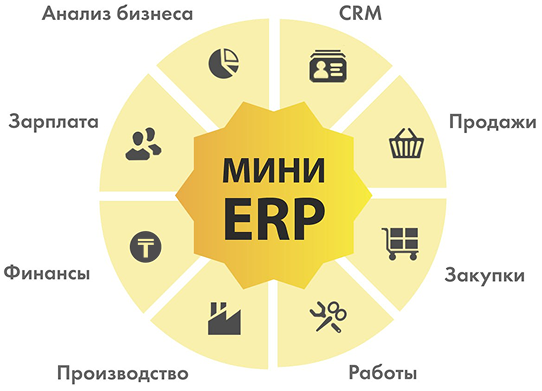 Анализ бизнеса
CRM
Зарплата
Продажи
МИНИ
ERP
Финансы
Закупки
Производство
Работы